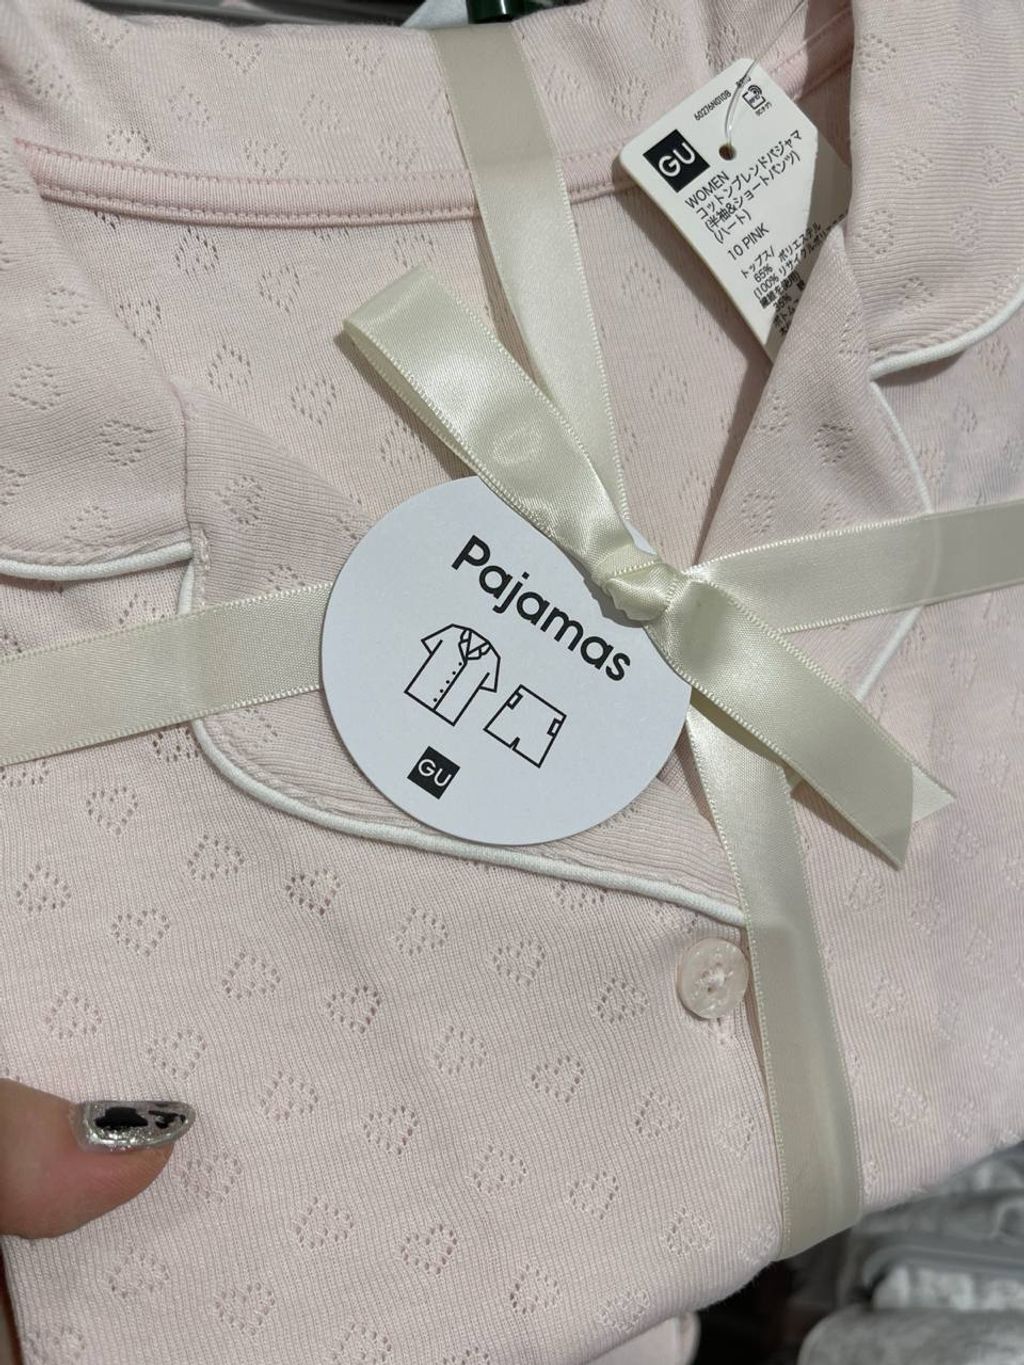 GU
WOMEN
コットンブレンドパジャマ
(半袖&ショートパンツ)
(ハート)
10 PINK
トップス/
65% ポリエステル
Pajamas
GU